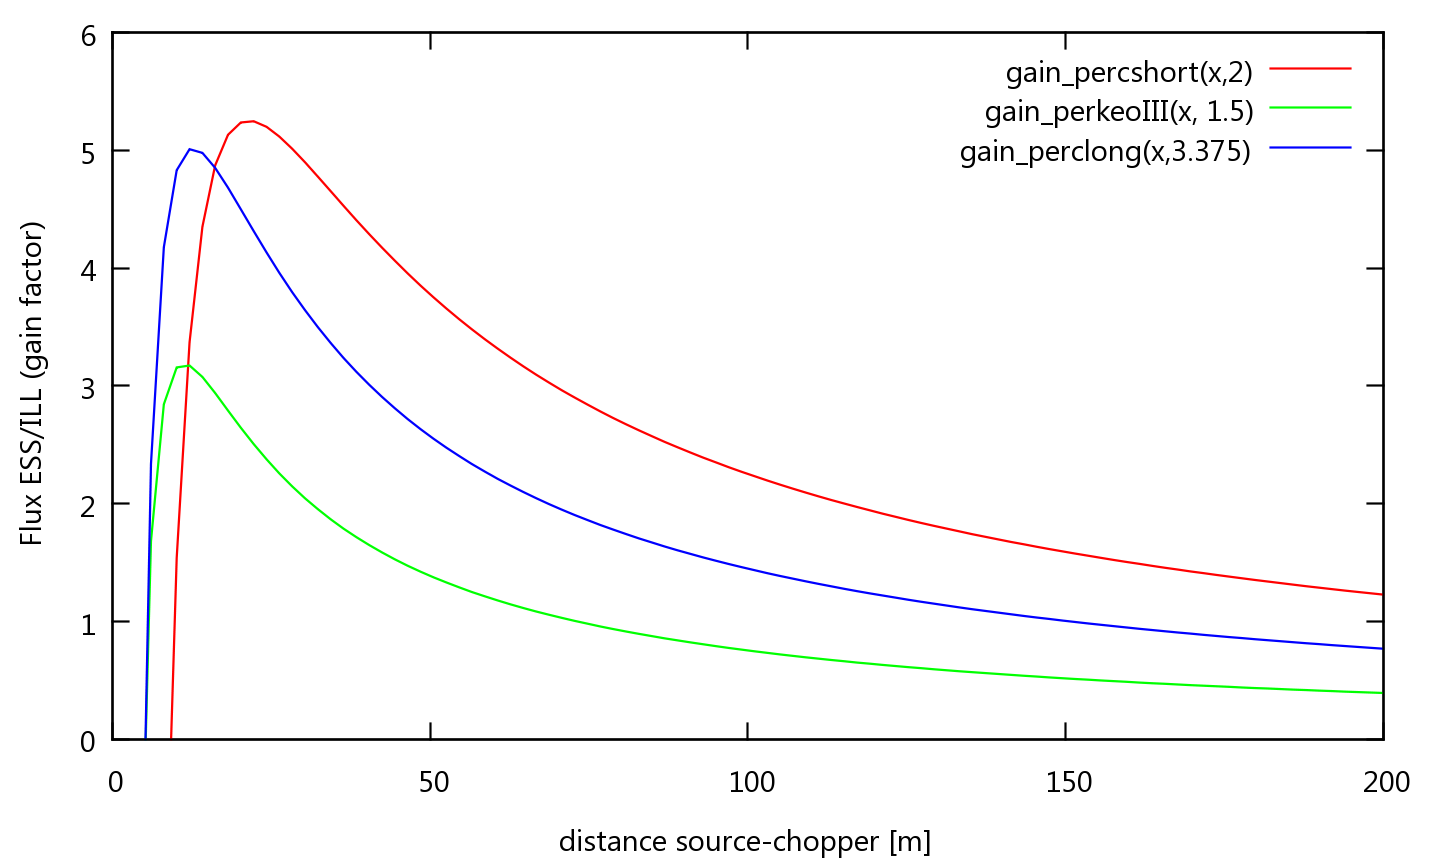 6
5
4
3
2
1
0
Flux ESS/ILL (gain factor)
gain_percshort(x,2)
gain_perkeoIII(x, 1.5)
gain_perclong(x,3.375)
0
50
100
150
200
distance source-chopper [m]